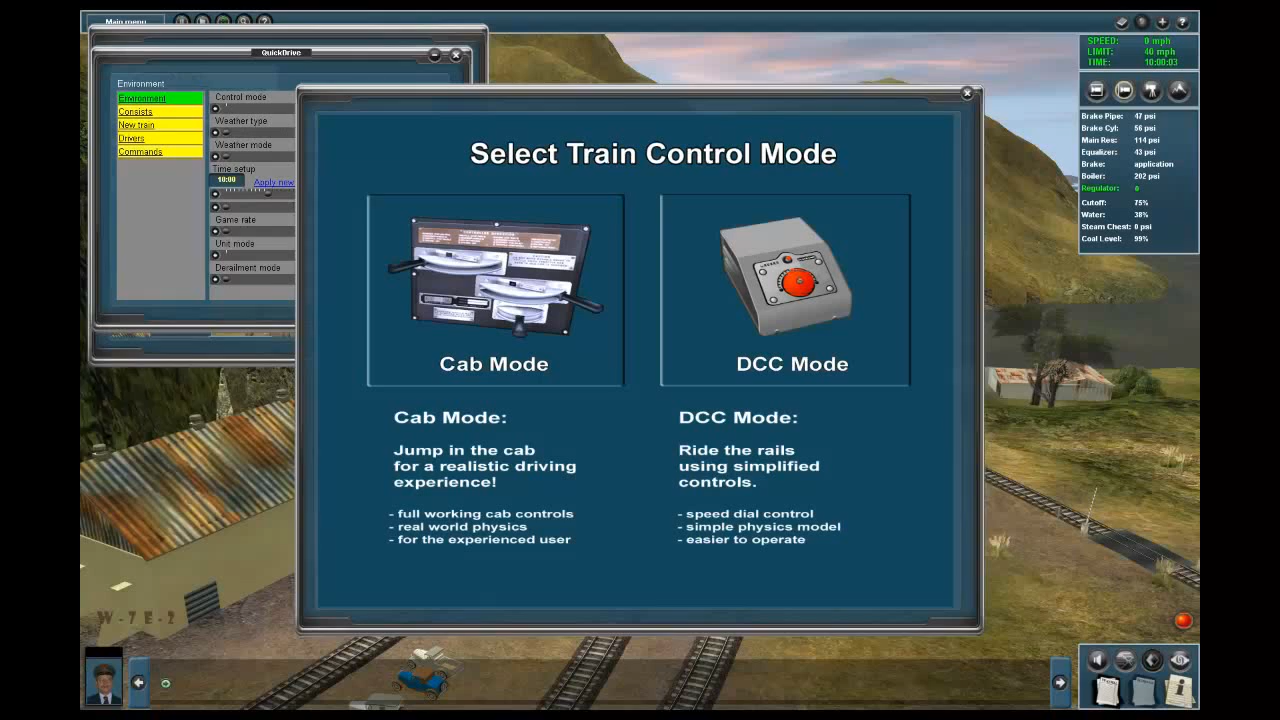 Main menu
QuickDrive
Environment
Environment
Consists
New train
Drivers
Commands
Control mode
Weather type
Weather mode
Time setup
10:00
Apply new
Game rate
Unit mode
Derailment mode
Select Train Control Mode
Cab Mode
DCC Mode
Cab Mode:
Jump in the cab
for a realistic driving
experience!
- full working cab controls
- real world physics
- for the experienced user
DCC Mode:
Ride the rails
using simplified
controls.
- speed dial control
- simple physics model
- easier to operate
SPEED: 0 mph
LIMIT: 40 mph
TIME: 10:00:03
Brake Pipe: 47 psi
Brake Cyl: 56 psi
Main Res: 114 psi
Equalizer: 43 psi
Brake: application
Boiler: 202 psi
Regulator: 0
Cutoff: 75%
Water: 38%
Steam Chest: 0 psi
Coal Level: 99%
W-7E-2